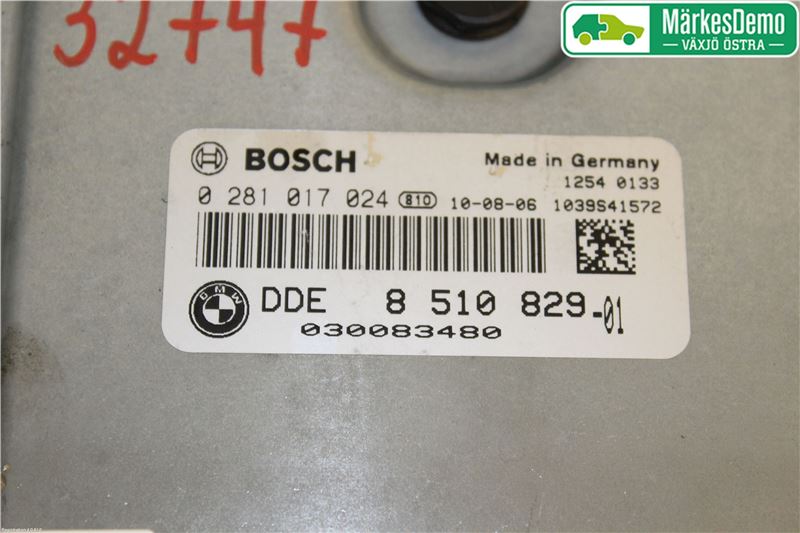 32747
MärkesDemo
VÄXJÖ ÖSTRA
BOSCH
Made in Germany
1254 0133
0 281 017 024 810 10-08-06 1039S41572
BMW
DDE 8 510 829-01
030083480